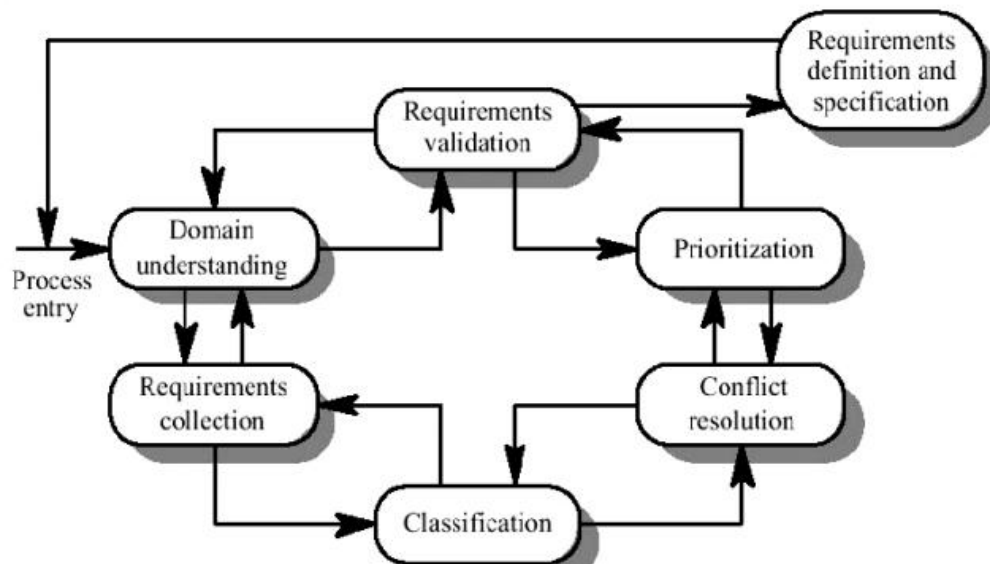 Requirements
definition and
specification
Requirements
validation
Domain
understanding
Prioritization
Process
entry
Requirements
collection
Conflict
resolution
Classification